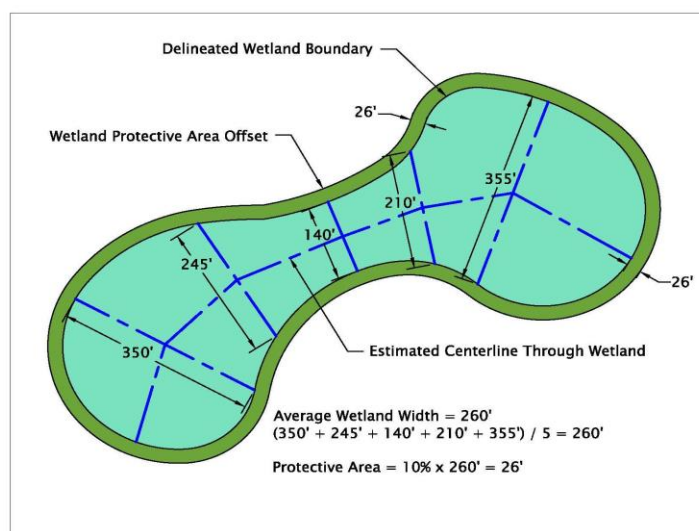 Delineated Wetland Boundary
26'
Wetland Protective Area Offset
355'
210'
140'
245'
26'
350'
Estimated Centerline Through Wetland
Average Wetland Width = 260'
(350' + 245' + 140' + 210' + 355') / 5 = 260'
Protective Area = 10% x 260' = 26'